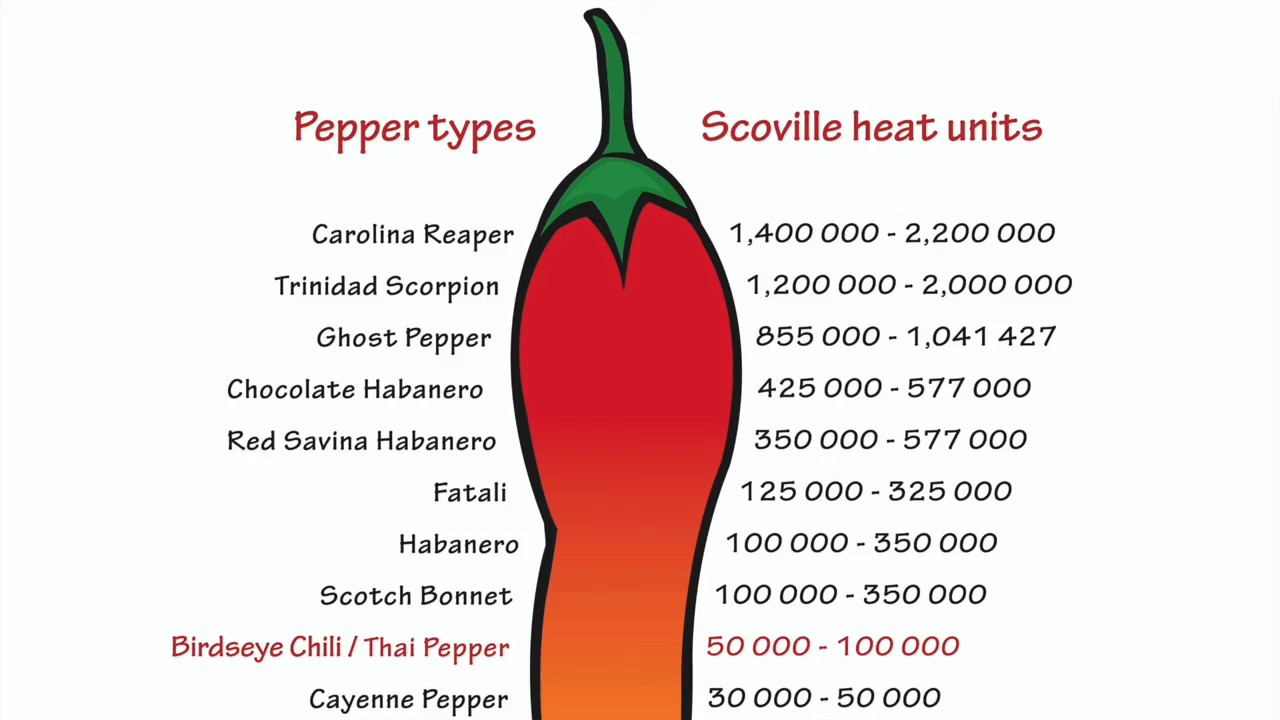 Pepper types Scoville heat units
Carolina Reaper 1,400 000 - 2,200 000
Trinidad Scorpion 1,200 000 - 2,000 000
Ghost Pepper 855 000 - 1,041 427
Chocolate Habanero 425 000 - 577 000
Red Savina Habanero 350 000 - 577 000
Fatali 125 000 - 325 000
Habanero 100 000 - 350 000
Scotch Bonnet 100 000 - 350 000
Birdseye Chili / Thai Pepper 50 000 - 100 000
Cayenne Pepper 30 000 - 50 000